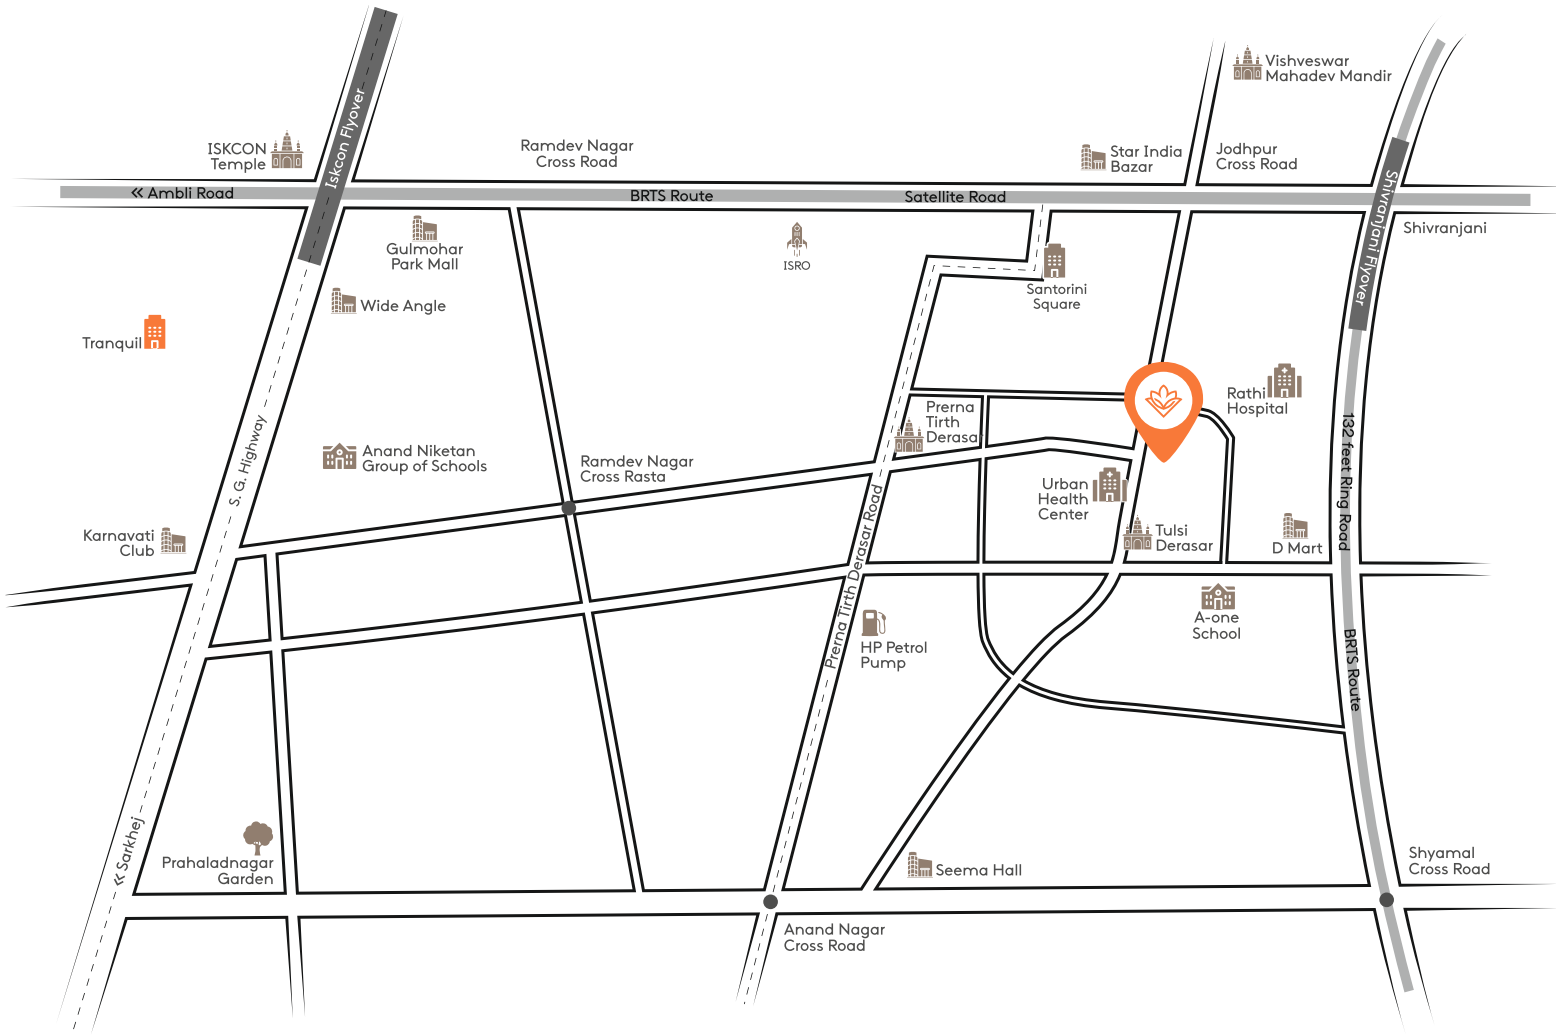 Vishveswar
Mahadev Mandir
Iskcon Flyover
ISKCON
Temple
Ramdev Nagar
Cross Road
Star India
Bazar
Jodhpur
Cross Road
« Ambli Road
BRTS Route
Satellite Road
Shivranjani Flyover
Shivranjani
Gulmohar
Park Mall
ISRO
Santorini
Square
Wide Angle
Tranquil
Rathi
Hospital
Prerna
Tirth
Derasar
132 feet Ring Road
S. G. Highway
Anand Niketan
Group of Schools
Ramdev Nagar
Cross Rasta
Urban
Health
Center
Prerna Tirth Derasar Road
Karnavati
Club
Tulsi
Derasar
D Mart
A-one
School
HP Petrol
Pump
BRTS Route
« Sarkhej
Prahaladnagar
Garden
Seema Hall
Shyamal
Cross Road
Anand Nagar
Cross Road